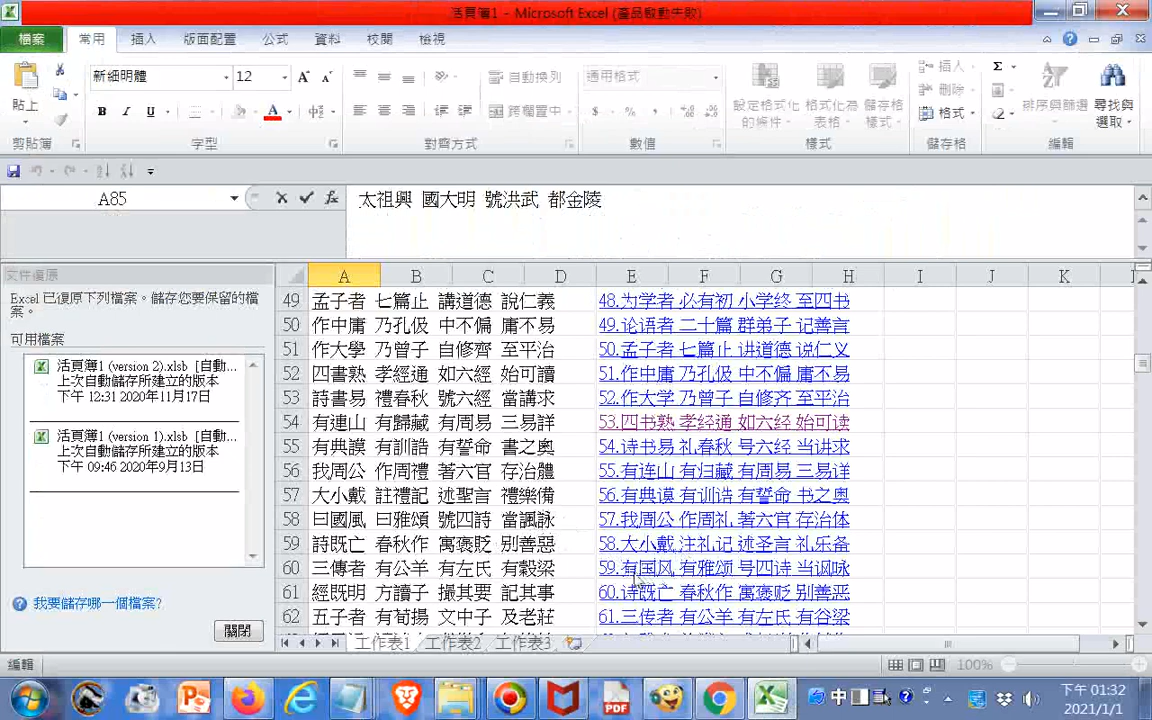 活頁簿1 - Microsoft Excel (產品啟動失敗)
檔案 常用 插入 版面配置 公式 資料 校閱 檢視
新細明體 12 自動換列 通用格式 插入 Σ
貼上 B I U A 跨欄置中 $ % , 設定格式化的條件 格式化為表格 儲存格樣式 刪除 格式 排序與篩選 尋找與選取
剪貼簿 字型 對齊方式 數值 樣式 儲存格 編輯
A85 fx 太祖興 國大明 號洪武 都金陵
文件復原
Excel 已復原下列檔案。儲存您要保留的檔案。
可用檔案
活頁簿1 (version 2).xlsb [自動...
上次自動儲存所建立的版本
下午 12:31 2020年11月17日
活頁簿1 (version 1).xlsb [自動...
上次自動儲存所建立的版本
下午 09:46 2020年9月13日
我要儲存哪一個檔案?
關閉
A B C D E F G H I J K
49 孟子者 七篇止 講道德 說仁義 48.为学者 必有初 小学终 至四书
50 作中庸 乃孔伋 中不偏 庸不易 49.论语者 二十篇 群弟子 记善言
51 作大學 乃曾子 自修齊 至平治 50.孟子者 七篇止 讲道德 说仁义
52 四書熟 孝經通 如六經 始可讀 51.作中庸 乃孔伋 中不偏 庸不易
53 詩書易 禮春秋 號六經 當講求 52.作大学 乃曾子 自修齐 至平治
54 有連山 有歸藏 有周易 三易詳 53.四书熟 孝经通 如六经 始可读
55 有典謨 有訓誥 有誓命 書之奧 54.诗书易 礼春秋 号六经 当讲求
56 我周公 作周禮 著六官 存治體 55.有连山 有归藏 有周易 三易详
57 大小戴 註禮記 述聖言 禮樂備 56.有典谟 有训诰 有誓命 书之奥
58 曰國風 曰雅頌 號四詩 當諷詠 57.我周公 作周礼 著六官 存治体
59 詩既亡 春秋作 寓褒貶 別善惡 58.大小戴 注礼记 述圣言 礼乐备
60 三傳者 有公羊 有左氏 有穀梁 59.有国风 有雅颂 号四诗 当讽咏
61 經既明 方讀子 撮其要 記其事 60.诗既亡 春秋作 寓褒贬 别善恶
62 五子者 有荀揚 文中子 及老莊 61.三传者 有公羊 有左氏 有谷梁
工作表1 工作表2 工作表3
編輯 100%
中
下午 01:32
2021/1/1